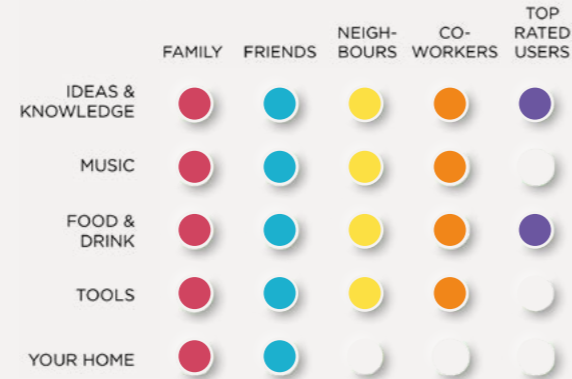 FAMILY
FRIENDS
NEIGH-
BOURS
CO-
WORKERS
TOP
RATED
USERS
IDEAS &
KNOWLEDGE
MUSIC
FOOD &
DRINK
TOOLS
YOUR HOME